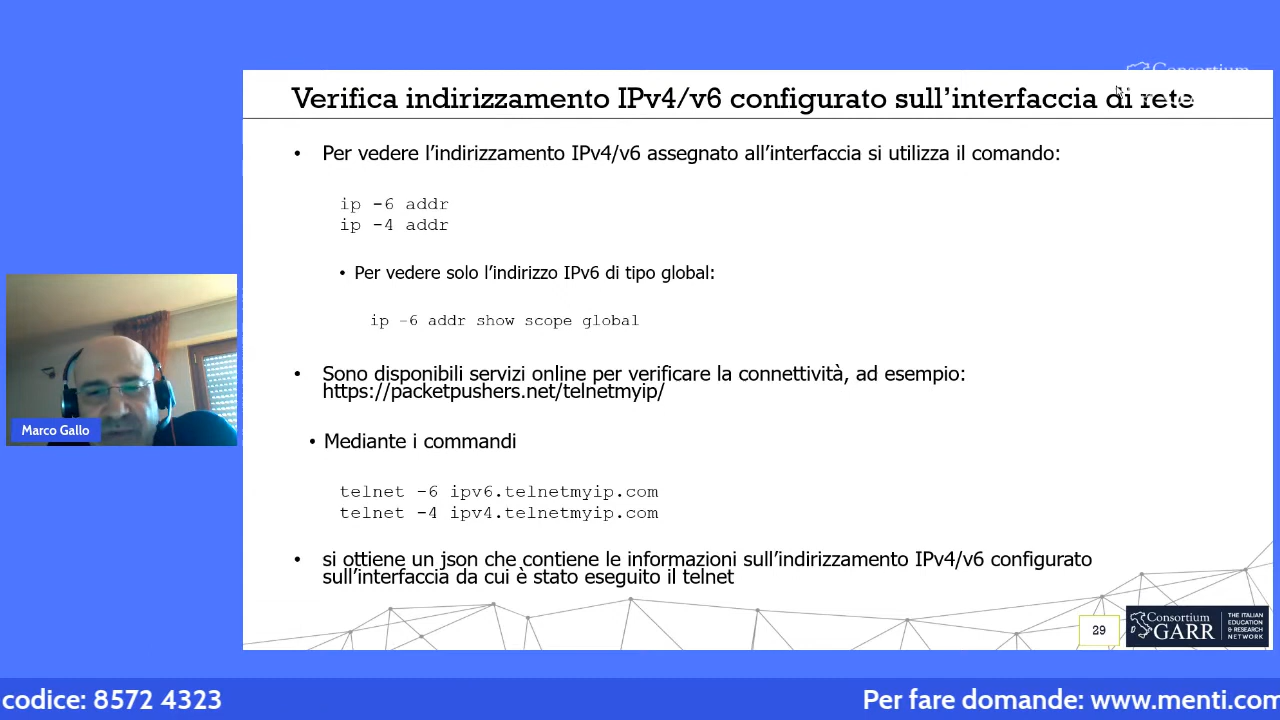 Consortium
Verifica indirizzamento IPv4/v6 configurato sull’interfaccia di rete
• Per vedere l’indirizzamento IPv4/v6 assegnato all’interfaccia si utilizza il comando:
ip -6 addr
ip -4 addr
• Per vedere solo l’indirizzo IPv6 di tipo global:
ip –6 addr show scope global
• Sono disponibili servizi online per verificare la connettività, ad esempio:
https://packetpushers.net/telnetmyip/
• Mediante i commandi
telnet -6 ipv6.telnetmyip.com
telnet -4 ipv4.telnetmyip.com
• si ottiene un json che contiene le informazioni sull’indirizzamento IPv4/v6 configurato
sull’interfaccia da cui è stato eseguito il telnet
Marco Gallo
29
Consortium
GARR
THE ITALIAN
EDUCATION
& RESEARCH
NETWORK
codice: 8572 4323
Per fare domande: www.menti.com